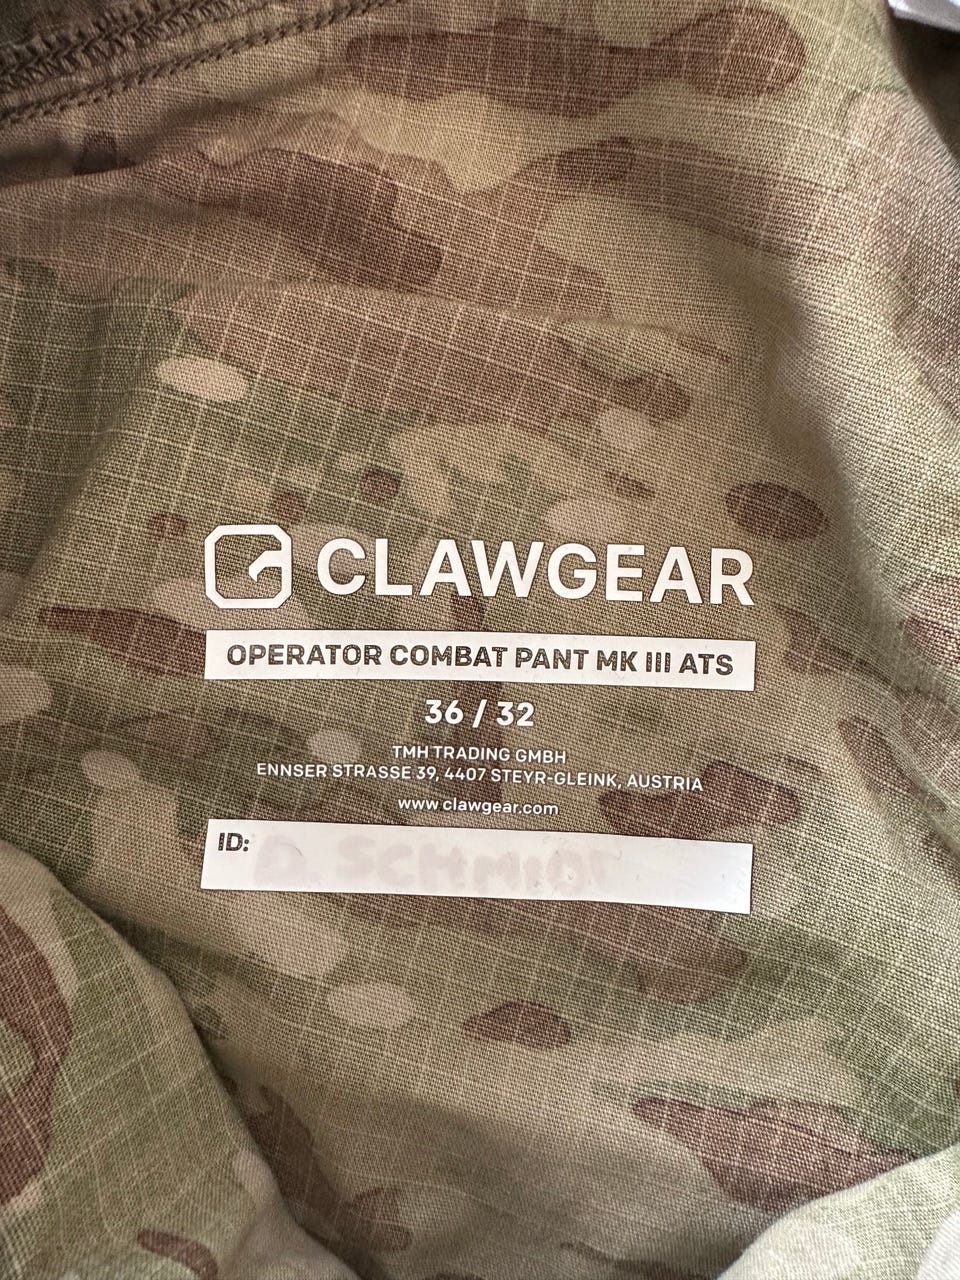 CLAWGEAR
OPERATOR COMBAT PANT MK III ATS
36 / 32
TMH TRADING GMBH
ENNSER STRASSE 39, 4407 STEYR-GLEINK, AUSTRIA
www.clawgear.com
ID: D. SCHMIDT